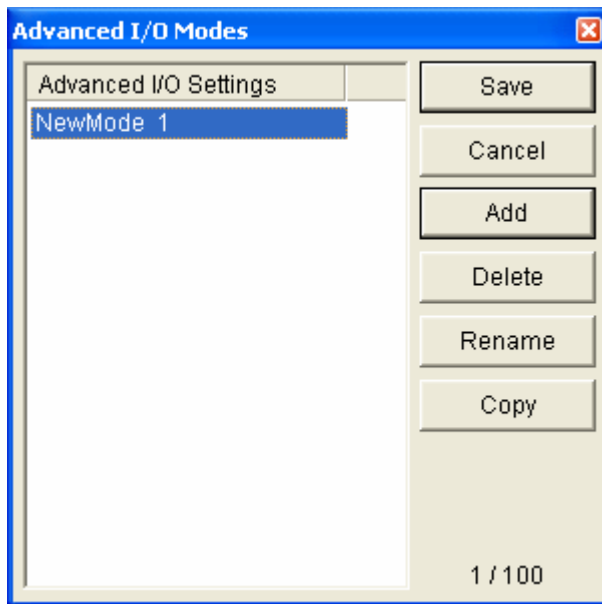 Advanced I/O Modes
Advanced I/O Settings
NewMode 1
Save
Cancel
Add
Delete
Rename
Copy
1 / 100